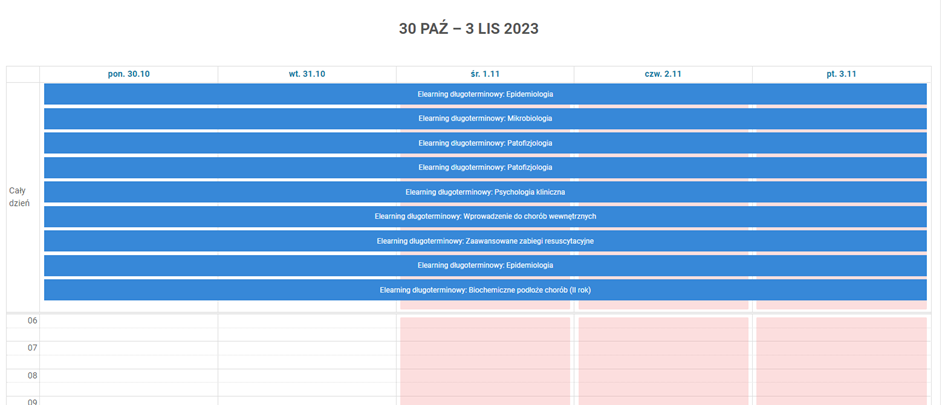 30 PAŹ – 3 LIS 2023
pon. 30.10 wt. 31.10 śr. 1.11 czw. 2.11 pt. 3.11
Cały
dzień
Elearning długoterminowy: Epidemiologia
Elearning długoterminowy: Mikrobiologia
Elearning długoterminowy: Patofizjologia
Elearning długoterminowy: Patofizjologia
Elearning długoterminowy: Psychologia kliniczna
Elearning długoterminowy: Wprowadzenie do chorób wewnętrznych
Elearning długoterminowy: Zaawansowane zabiegi resuscytacyjne
Elearning długoterminowy: Epidemiologia
Elearning długoterminowy: Biochemiczne podłoże chorób (II rok)
06
07
08
09